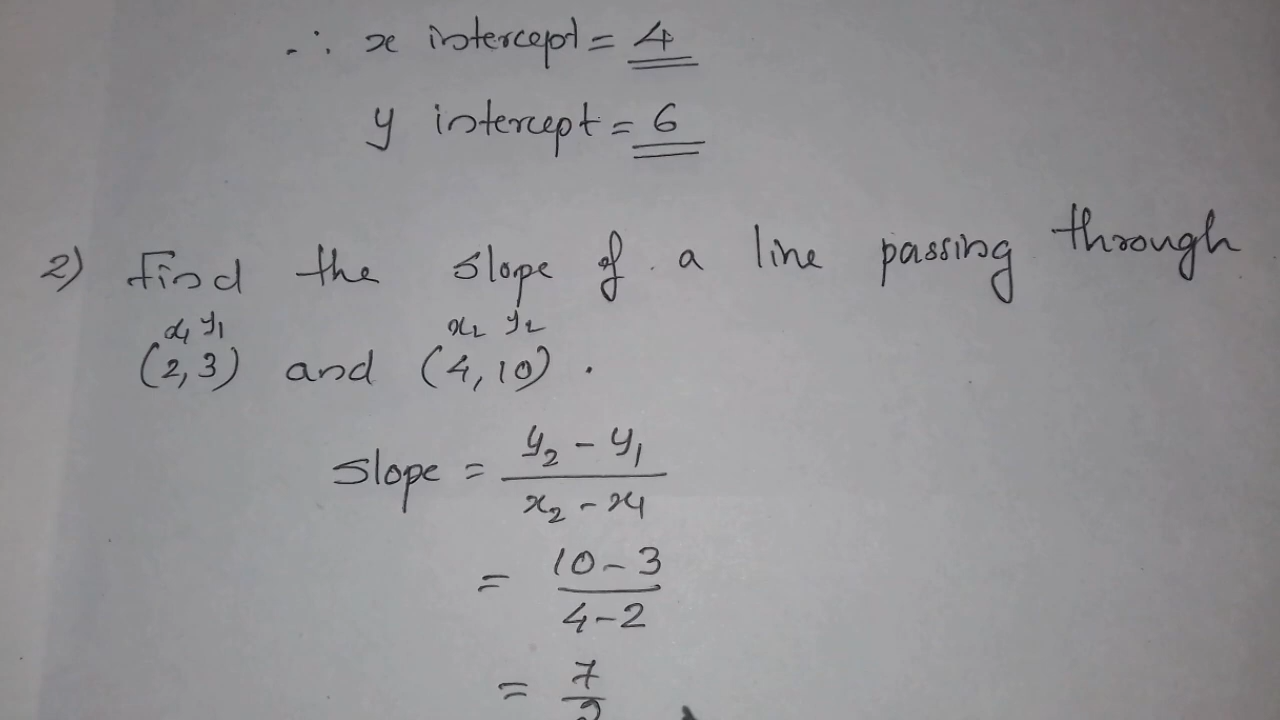 ∴ x intercept = 4
y intercept = 6
2) Find the slope of a line passing through
x₁ y₁ x₂ y₂
(2,3) and (4,10).
Slope = y₂ - y₁ / x₂ - x₁
= 10 - 3 / 4 - 2
= 7 / 2